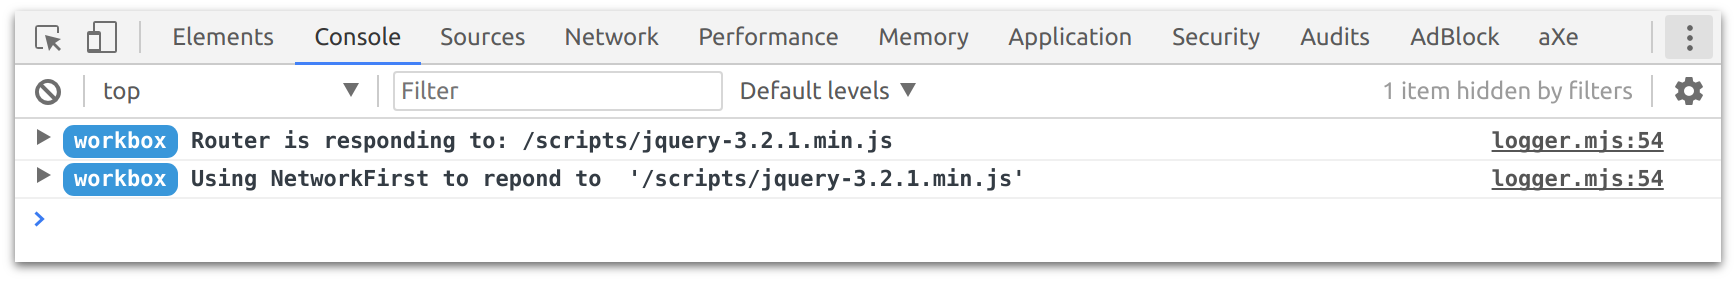 Elements Console Sources Network Performance Memory Application Security Audits AdBlock aXe
top Filter Default levels 1 item hidden by filters
workbox Router is responding to: /scripts/jquery-3.2.1.min.js logger.mjs:54
workbox Using NetworkFirst to repond to '/scripts/jquery-3.2.1.min.js' logger.mjs:54